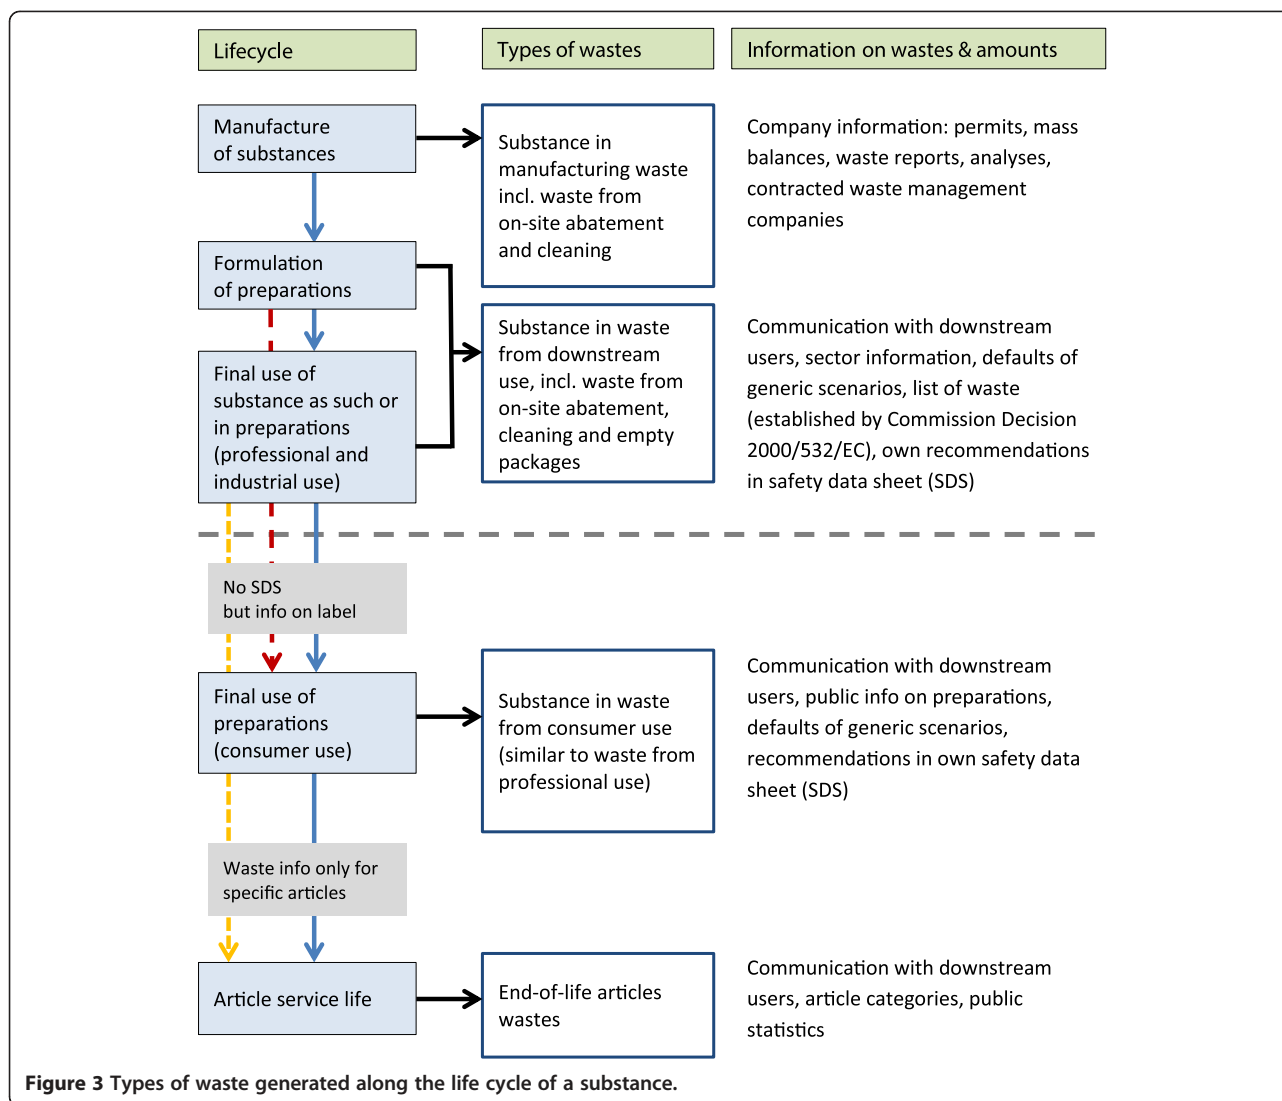 Lifecycle
Types of wastes
Information on wastes & amounts
Manufacture
of substances
Substance in
manufacturing waste
incl. waste from
on-site abatement
and cleaning
Company information: permits, mass
balances, waste reports, analyses,
contracted waste management
companies
Formulation
of preparations
Final use of
substance as such or
in preparations
(professional and
industrial use)
Substance in waste
from downstream
use, incl. waste from
on-site abatement,
cleaning and empty
packages
Communication with downstream
users, sector information, defaults of
generic scenarios, list of waste
(established by Commission Decision
2000/532/EC), own recommendations
in safety data sheet (SDS)
No SDS
but info on label
Final use of
preparations
(consumer use)
Substance in waste
from consumer use
(similar to waste from
professional use)
Communication with downstream
users, public info on preparations,
defaults of generic scenarios,
recommendations in own safety data
sheet (SDS)
Waste info only for
specific articles
Article service life
End-of-life articles
wastes
Communication with downstream
users, article categories, public
statistics
Figure 3 Types of waste generated along the life cycle of a substance.